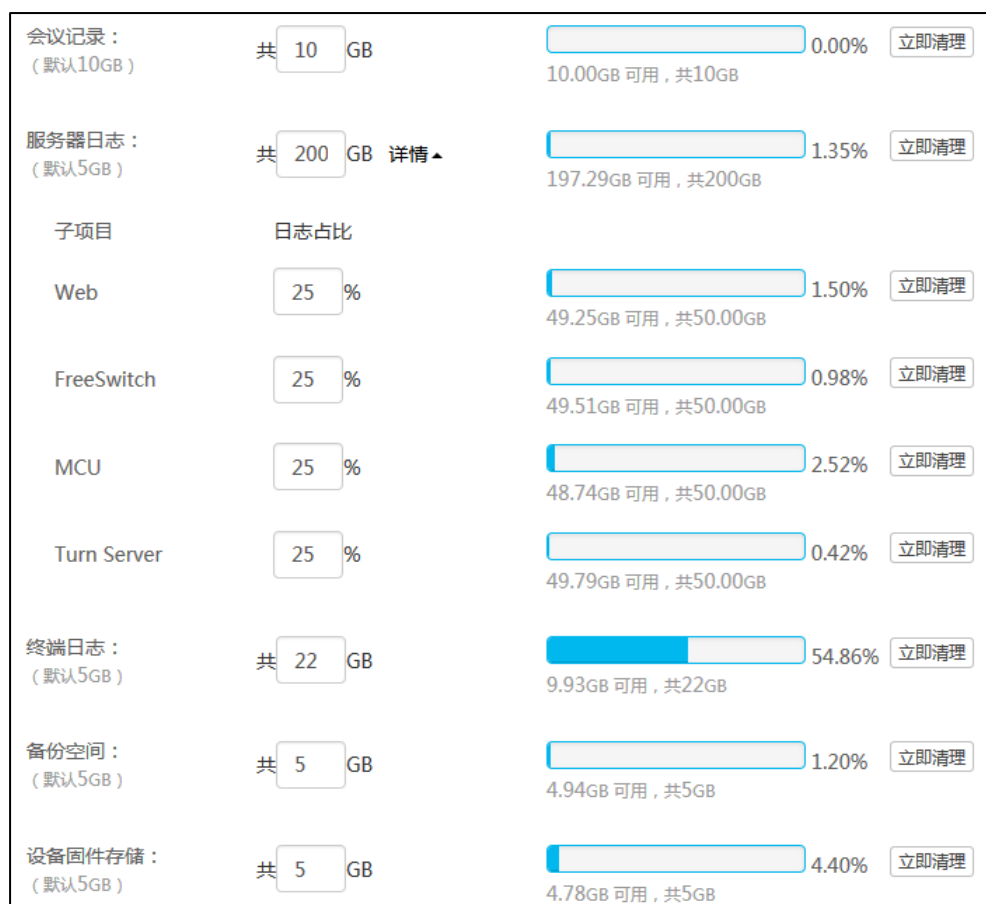 会议记录：
（默认10GB）
共 10 GB
0.00%
立即清理
10.00GB 可用，共10GB
服务器日志：
（默认5GB）
共 200 GB 详情
1.35%
立即清理
197.29GB 可用，共200GB
子项目
日志占比
Web
25 %
1.50%
立即清理
49.25GB 可用，共50.00GB
FreeSwitch
25 %
0.98%
立即清理
49.51GB 可用，共50.00GB
MCU
25 %
2.52%
立即清理
48.74GB 可用，共50.00GB
Turn Server
25 %
0.42%
立即清理
49.79GB 可用，共50.00GB
终端日志：
（默认5GB）
共 22 GB
54.86%
立即清理
9.93GB 可用，共22GB
备份空间：
（默认5GB）
共 5 GB
1.20%
立即清理
4.94GB 可用，共5GB
设备固件存储：
（默认5GB）
共 5 GB
4.40%
立即清理
4.78GB 可用，共5GB